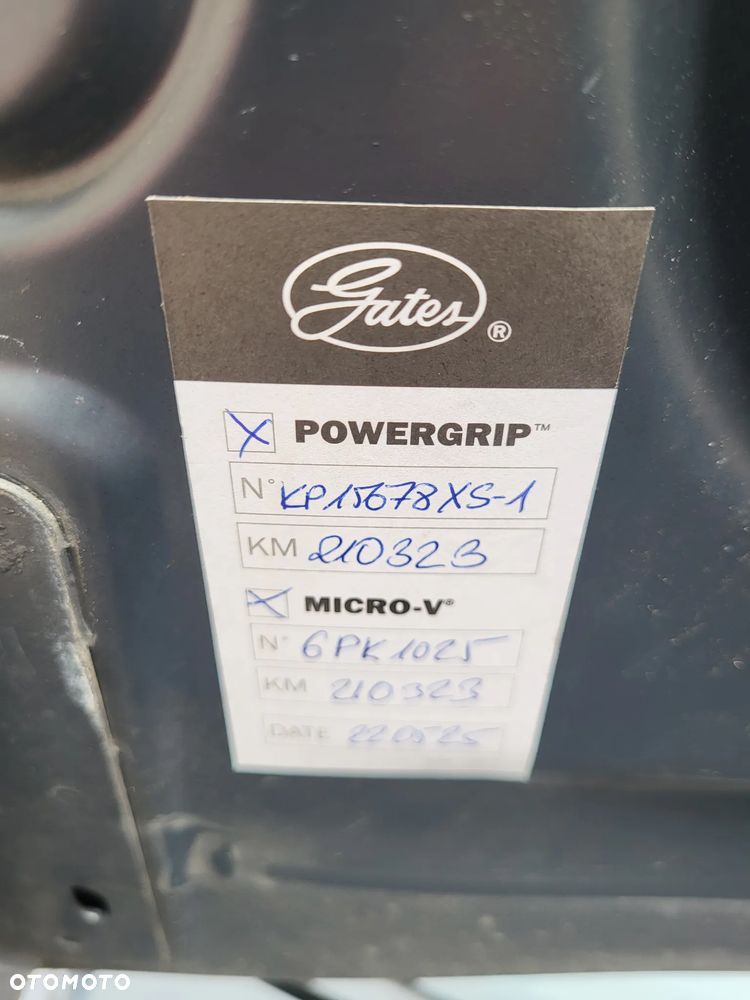 Gates®
X POWERGRIP™
N° KP15678XS-1
KM 210323
X MICRO-V®
N° 6PK1025
KM 210323
DATE 220525
OTOMOTO